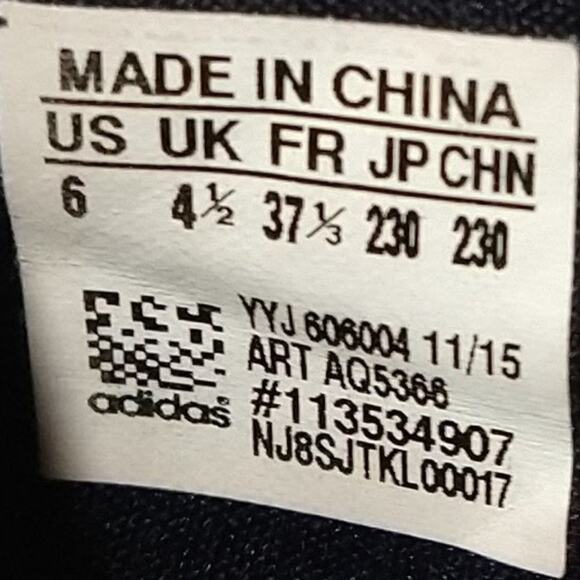 MADE IN CHINA
US UK FR JP CHN
6 4½ 37⅓ 230 230
YYJ 606004 11/15
ART AQ5366
#113534907
NJ8SJTKL00017
adidas